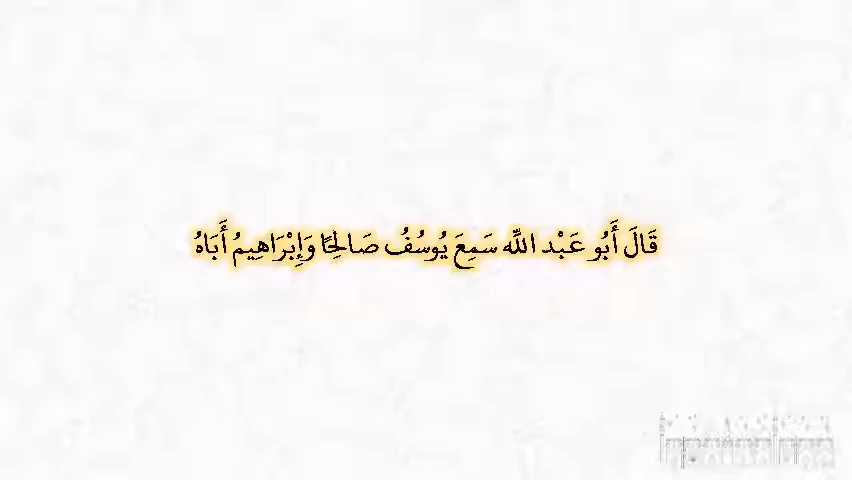 قَالَ أَبُو عَبْد اللَّه سَمِعَ يُوسُفُ صَالِحًا وَإِبْرَاهِيمُ أَبَاهُ